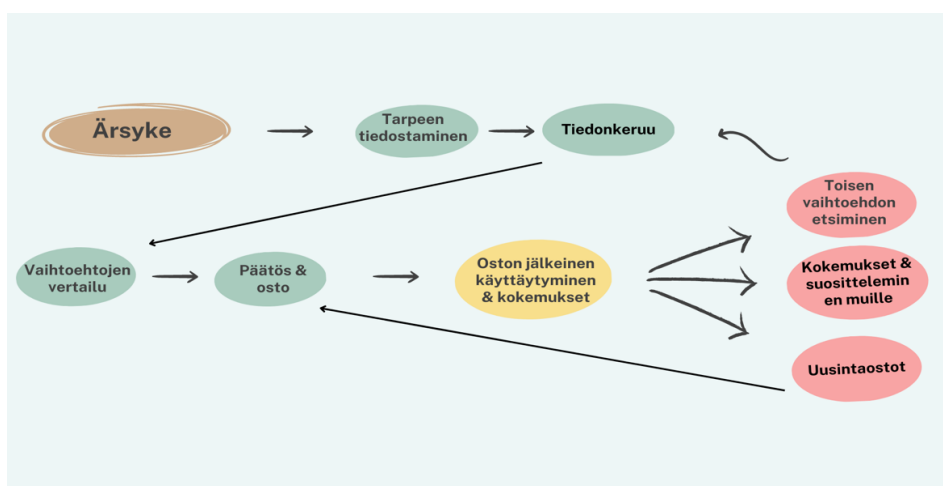 Ärsyke
Tarpeen
tiedostaminen
Tiedonkeruu
Toisen
vaihtoehdon
etsiminen
Vaihtoehtojen
vertailu
Päätös &
osto
Oston jälkeinen
käyttäytyminen
& kokemukset
Kokemukset &
suosittelemin
en muille
Uusintaostot